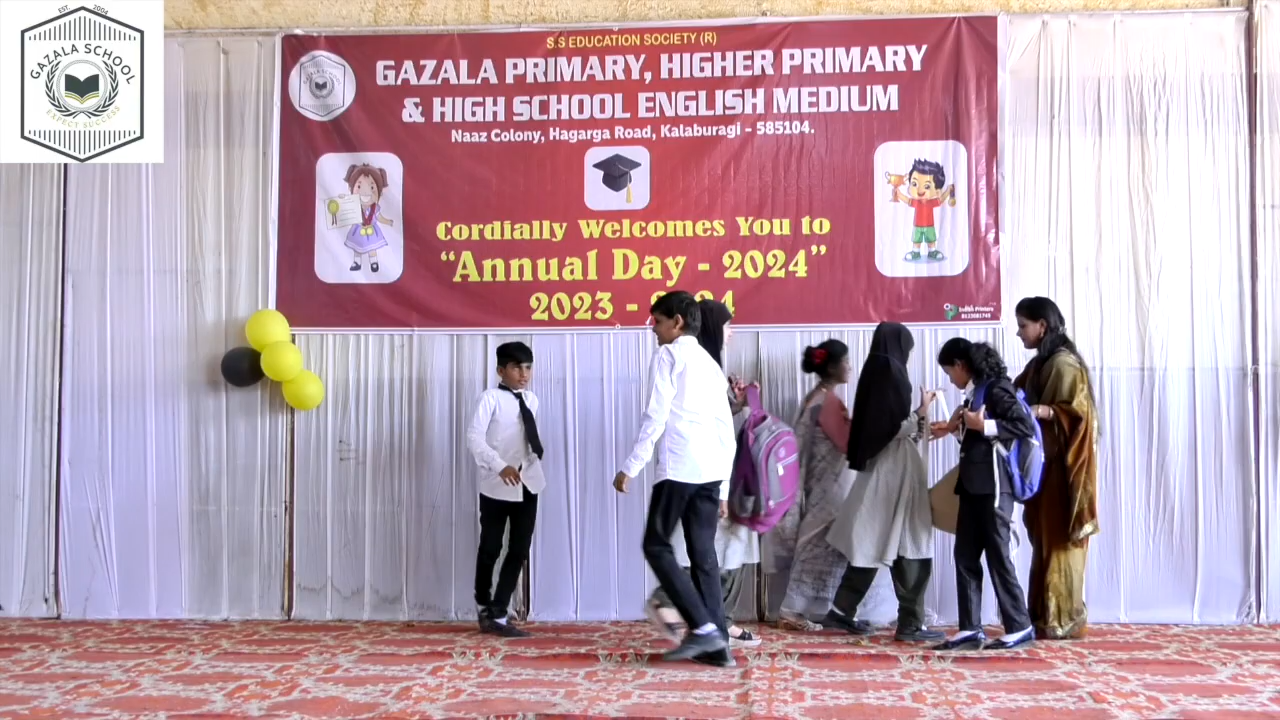 EST. 2004
GAZALA SCHOOL
EXPECT SUCCESS
S.S EDUCATION SOCIETY (R)
GAZALA PRIMARY, HIGHER PRIMARY
& HIGH SCHOOL ENGLISH MEDIUM
Naaz Colony, Hagarga Road, Kalaburagi - 585104.
Cordially Welcomes You to
"Annual Day - 2024"
2023 - 2024